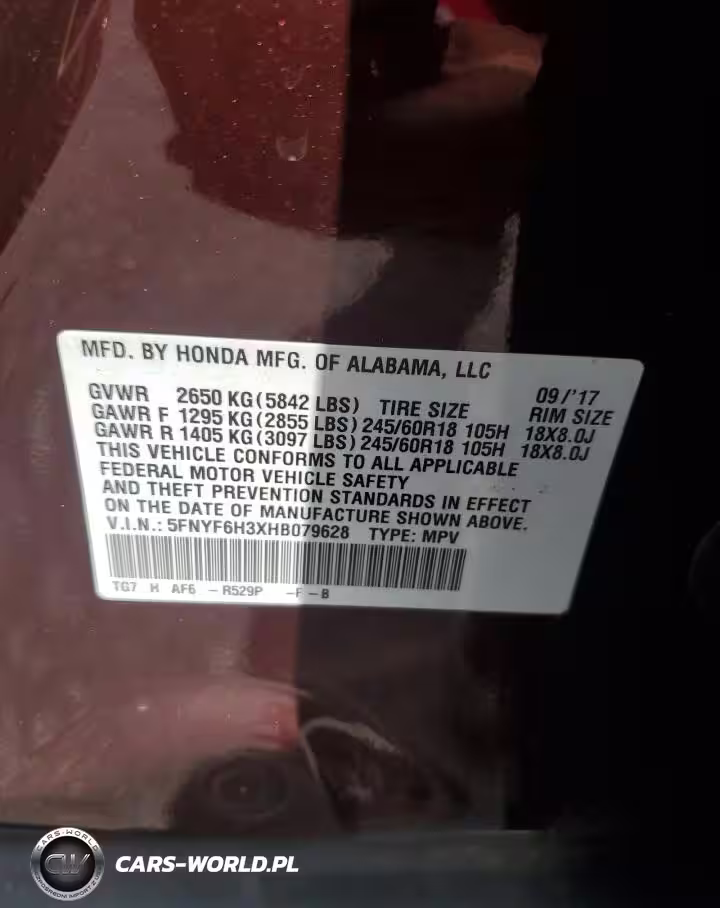 MFD. BY HONDA MFG. OF ALABAMA, LLC
GVWR 2650 KG(5842 LBS) TIRE SIZE 09/'17 RIM SIZE
GAWR F 1295 KG(2855 LBS)245/60R18 105H 18X8.0J
GAWR R 1405 KG(3097 LBS)245/60R18 105H 18X8.0J
THIS VEHICLE CONFORMS TO ALL APPLICABLE
FEDERAL MOTOR VEHICLE SAFETY
AND THEFT PREVENTION STANDARDS IN EFFECT
ON THE DATE OF MANUFACTURE SHOWN ABOVE.
V.I.N.: 5FNYF6H3XHB079628 TYPE: MPV
TG7 H AF6 -R529P -F-B
CARS-WORLD
CW
CARS-WORLD.PL